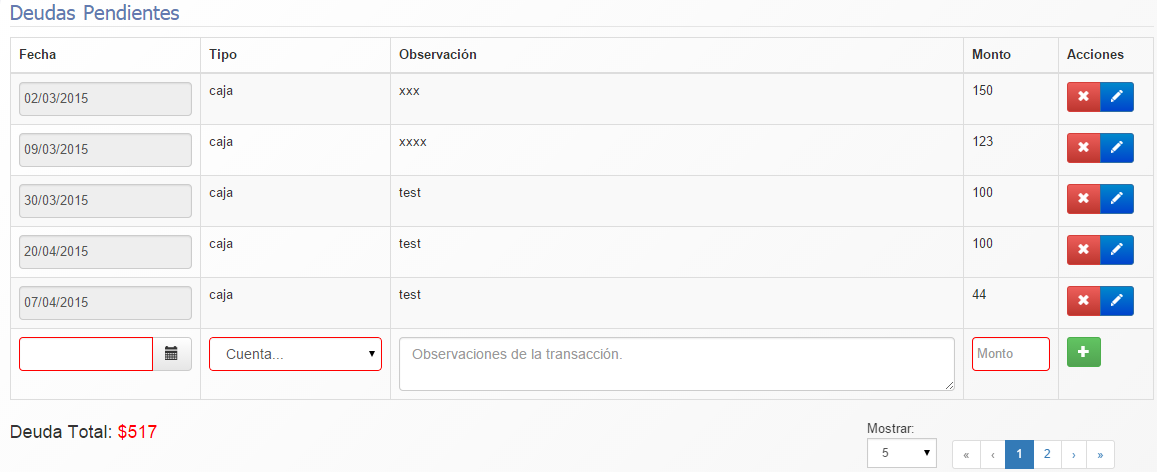 Deudas Pendientes
Fecha Tipo Observación Monto Acciones
02/03/2015 caja xxx 150
09/03/2015 caja xxxx 123
30/03/2015 caja test 100
20/04/2015 caja test 100
07/04/2015 caja test 44
Cuenta... Observaciones de la transacción. Monto
Deuda Total: $517
Mostrar:
5 « ‹ 1 2 › »